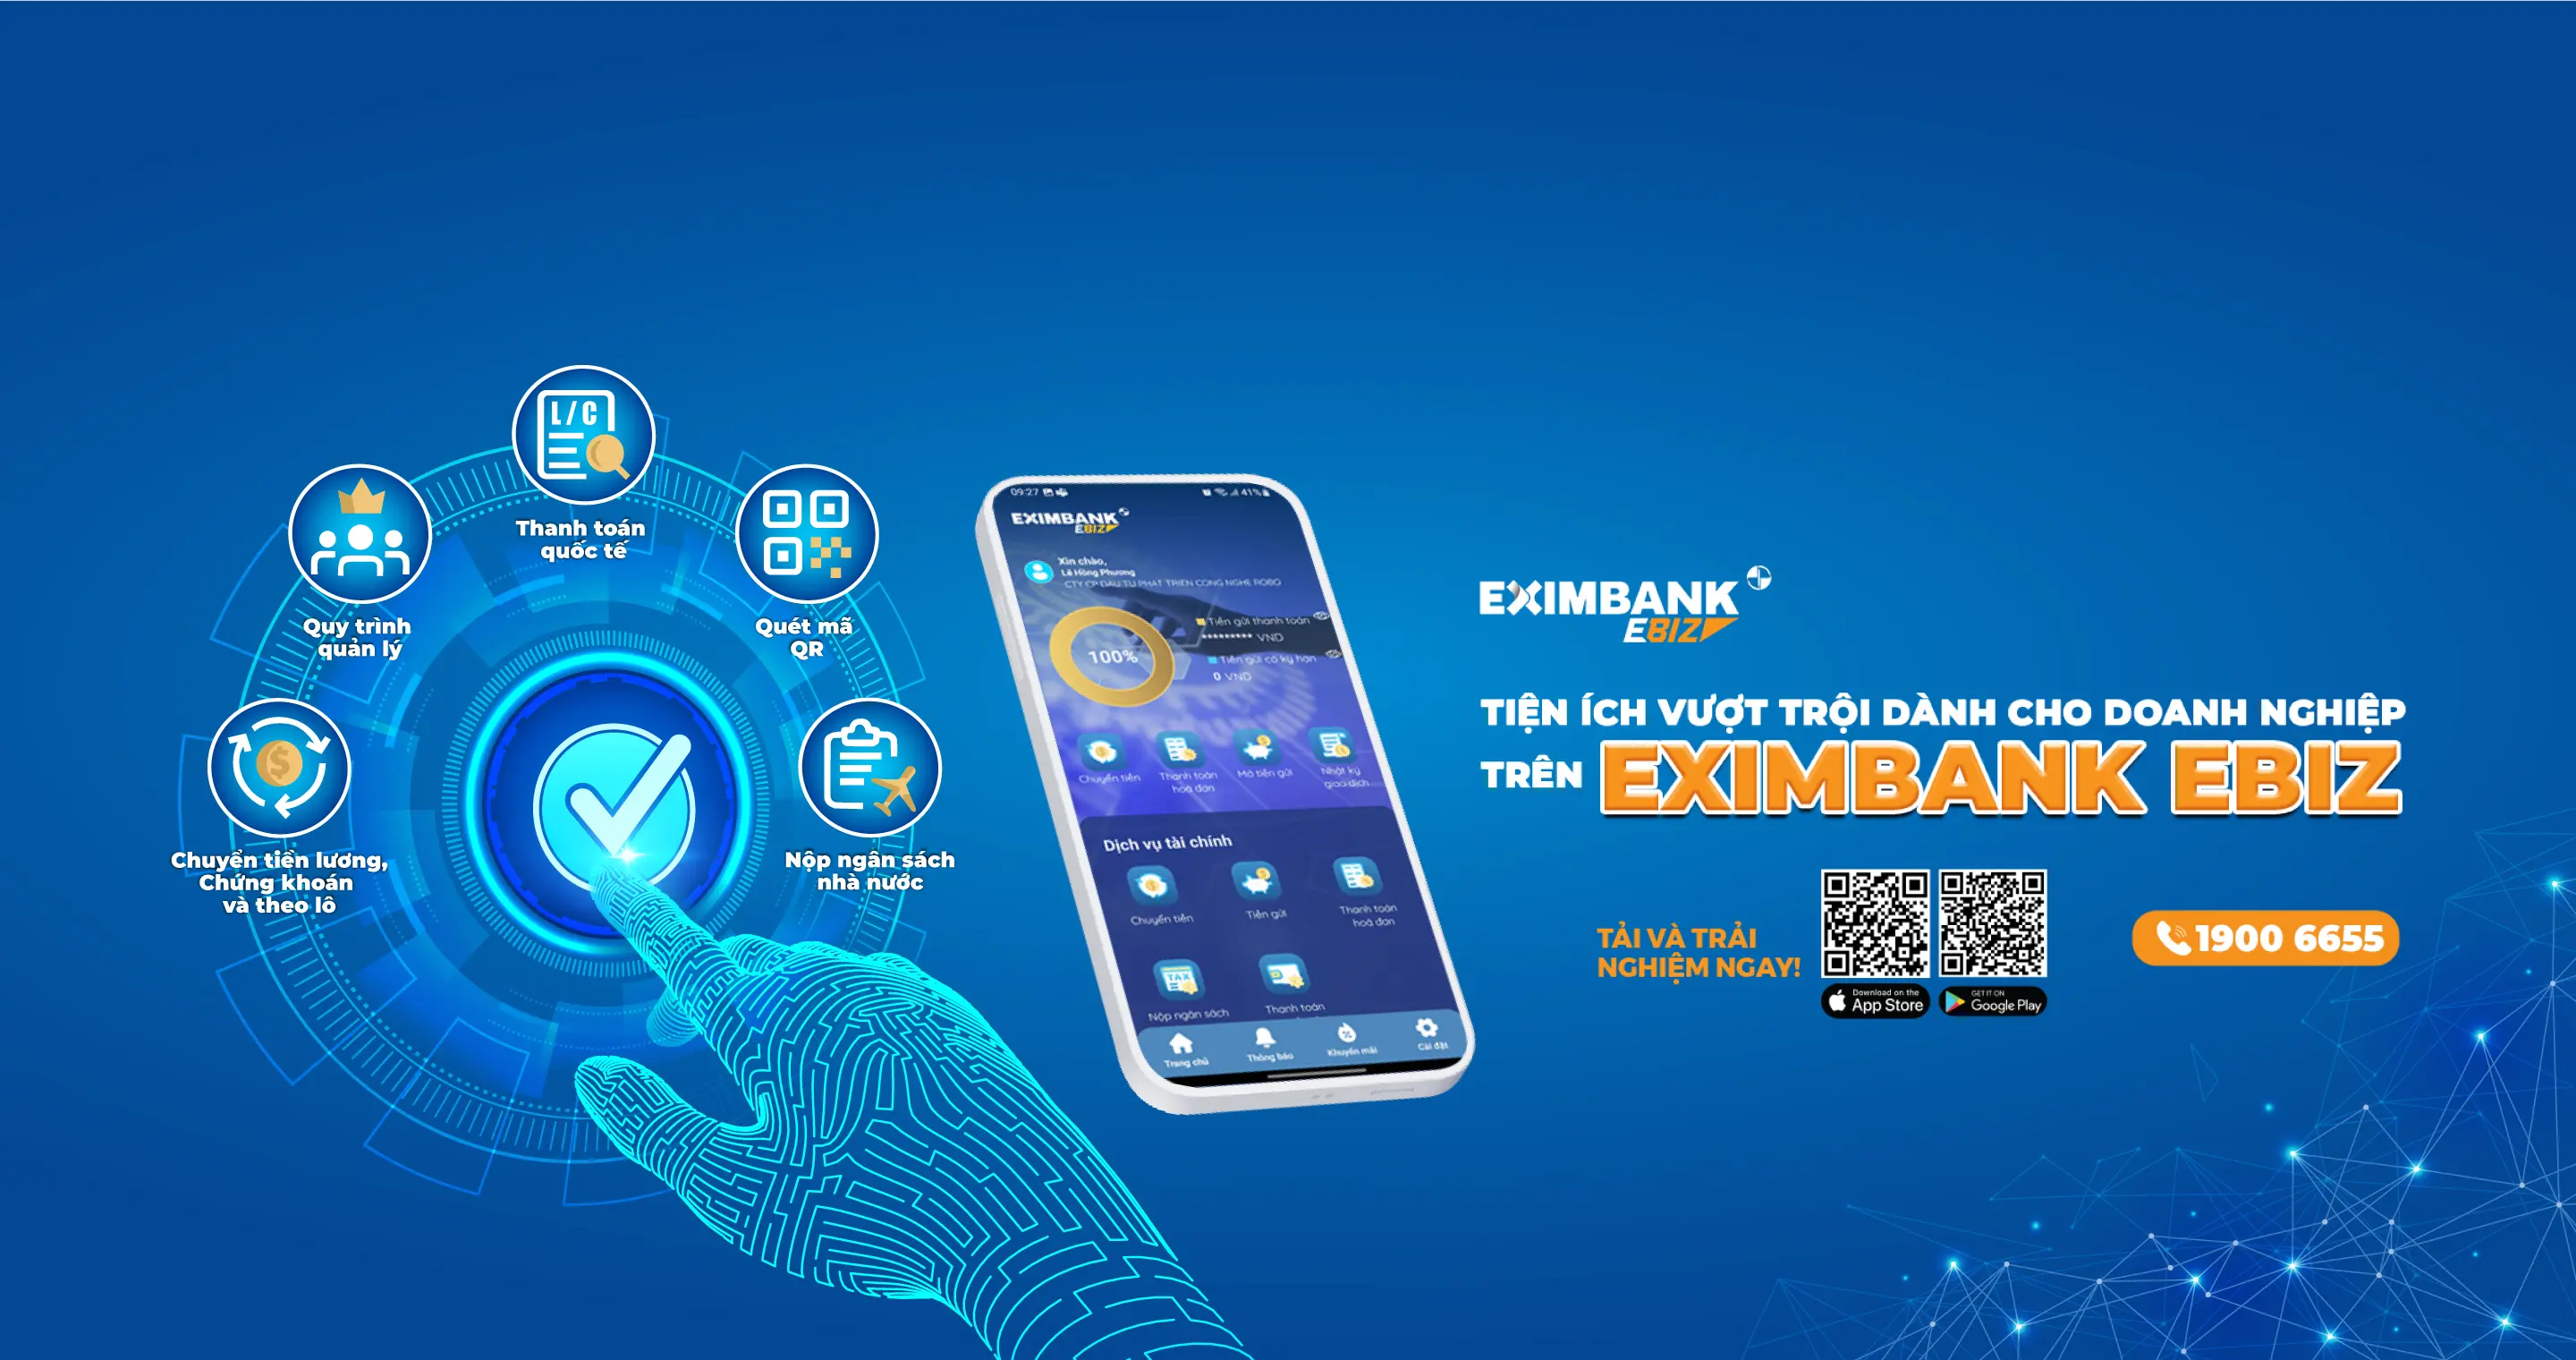 L/C
Thanh toán
quốc tế
Quy trình
quản lý
Quét mã
QR
$
Chuyển tiền lương,
Chứng khoán
và theo lô
Nộp ngân sách
nhà nước
09:27
41%
EXIMBANK
EBIZ
Xin chào,
Lê Hồng Phương
CTY CP DAU TU PHAT TRIEN CONG NGHE ROBO
100%
Tiền gửi thanh toán
********* VND
Tiền gửi có kỳ hạn
0 VND
Chuyển tiền
Thanh toán
hoá đơn
Mở tiền gửi
Nhật ký
giao dịch
Dịch vụ tài chính
Chuyển tiền
Tiền gửi
Thanh toán
hoá đơn
TAX
Nộp ngân sách
Thanh toán
Trang chủ
Thông báo
Khuyến mãi
Cài đặt
EXIMBANK
EBIZ
TIỆN ÍCH VƯỢT TRỘI DÀNH CHO DOANH NGHIỆP
TRÊN EXIMBANK EBIZ
TẢI VÀ TRẢI
NGHIỆM NGAY!
Download on the
App Store
GET IT ON
Google Play
1900 6655